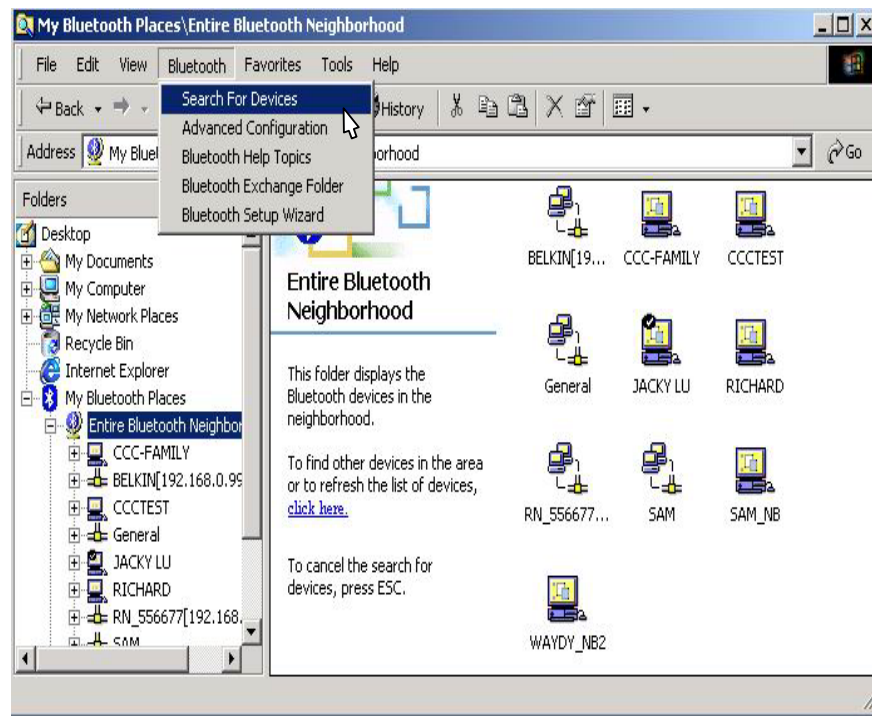 My Bluetooth Places\Entire Bluetooth Neighborhood
File Edit View Bluetooth Favorites Tools Help
Back History
Search For Devices
Advanced Configuration
Bluetooth Help Topics
Bluetooth Exchange Folder
Bluetooth Setup Wizard
Address My Blue orhood Go
Folders
Desktop
My Documents
My Computer
My Network Places
Recycle Bin
Internet Explorer
My Bluetooth Places
Entire Bluetooth Neighbor
CCC-FAMILY
BELKIN[192.168.0.99
CCCTEST
General
JACKY LU
RICHARD
RN_556677[192.168.
SAM
Entire Bluetooth
Neighborhood
This folder displays the
Bluetooth devices in the
neighborhood.
To find other devices in the area
or to refresh the list of devices,
click here.
To cancel the search for
devices, press ESC.
BELKIN[19... CCC-FAMILY CCCTEST
General JACKY LU RICHARD
RN_556677... SAM SAM_NB
WAYDY_NB2